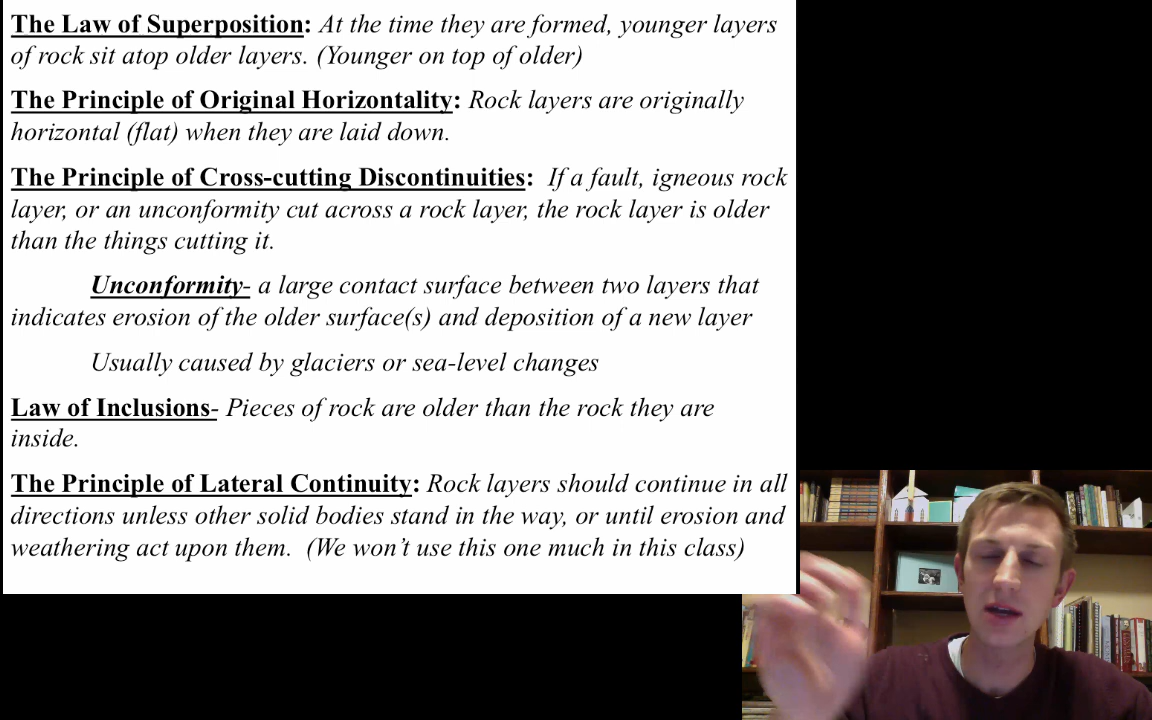 The Law of Superposition: At the time they are formed, younger layers
of rock sit atop older layers. (Younger on top of older)
The Principle of Original Horizontality: Rock layers are originally
horizontal (flat) when they are laid down.
The Principle of Cross-cutting Discontinuities: If a fault, igneous rock
layer, or an unconformity cut across a rock layer, the rock layer is older
than the things cutting it.
Unconformity- a large contact surface between two layers that
indicates erosion of the older surface(s) and deposition of a new layer
Usually caused by glaciers or sea-level changes
Law of Inclusions- Pieces of rock are older than the rock they are
inside.
The Principle of Lateral Continuity: Rock layers should continue in all
directions unless other solid bodies stand in the way, or until erosion and
weathering act upon them. (We won’t use this one much in this class)